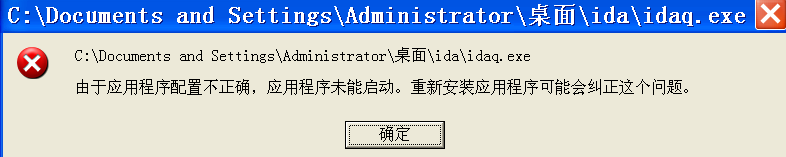 C:\Documents and Settings\Administrator\桌面\ida\idaq.exe
C:\Documents and Settings\Administrator\桌面\ida\idaq.exe
由于应用程序配置不正确，应用程序未能启动。重新安装应用程序可能会纠正这个问题。
确定